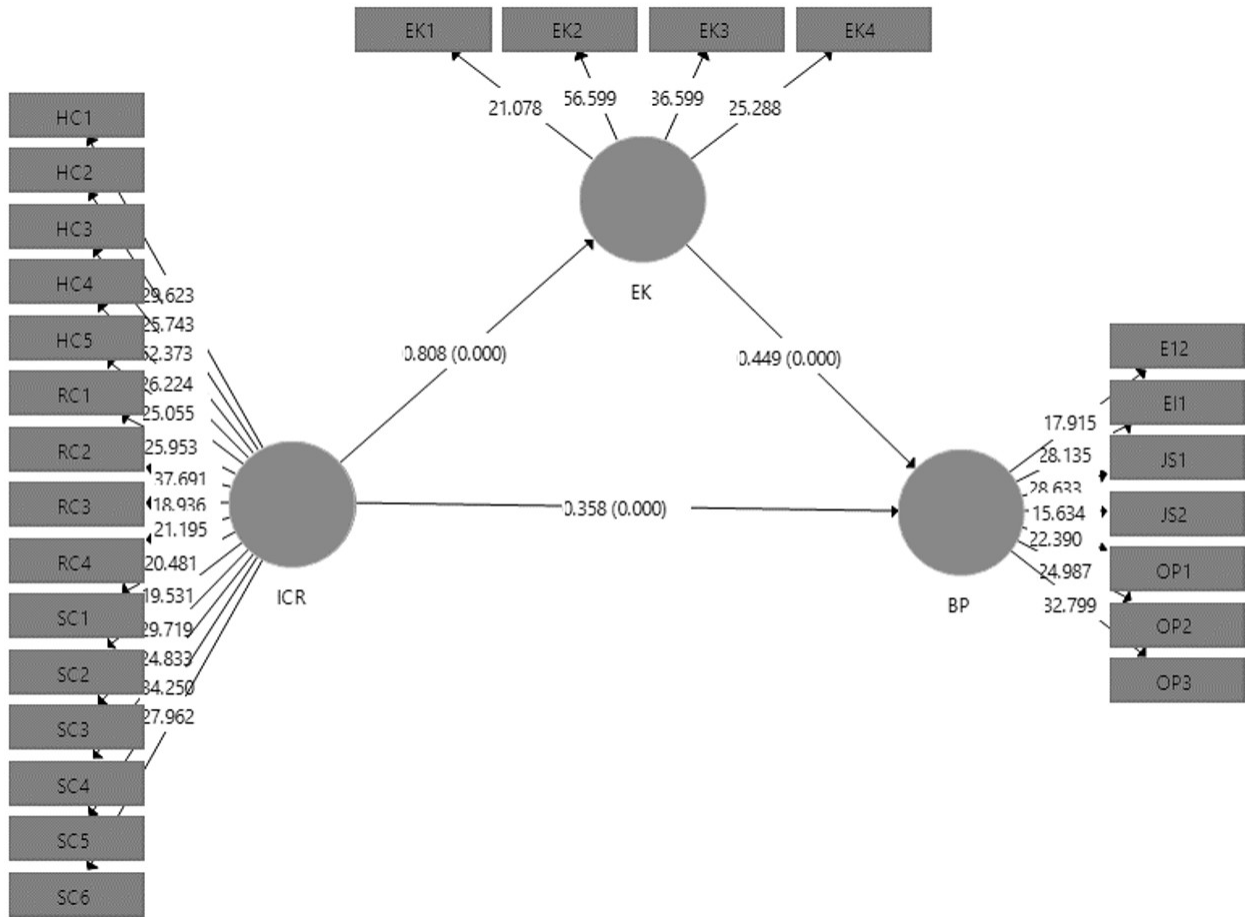 EK1
EK2
EK3
EK4
21.078
56.599
36.599
25.288
HC1
HC2
HC3
HC4
HC5
RC1
RC2
RC3
RC4
SC1
SC2
SC3
SC4
SC5
SC6
29.623
25.743
52.373
26.224
25.055
25.953
37.691
18.936
21.195
20.481
19.531
29.719
24.833
34.250
27.962
ICR
EK
0.808 (0.000)
0.449 (0.000)
0.358 (0.000)
BP
17.915
28.135
28.633
15.634
22.390
24.987
32.799
E12
EI1
JS1
JS2
OP1
OP2
OP3